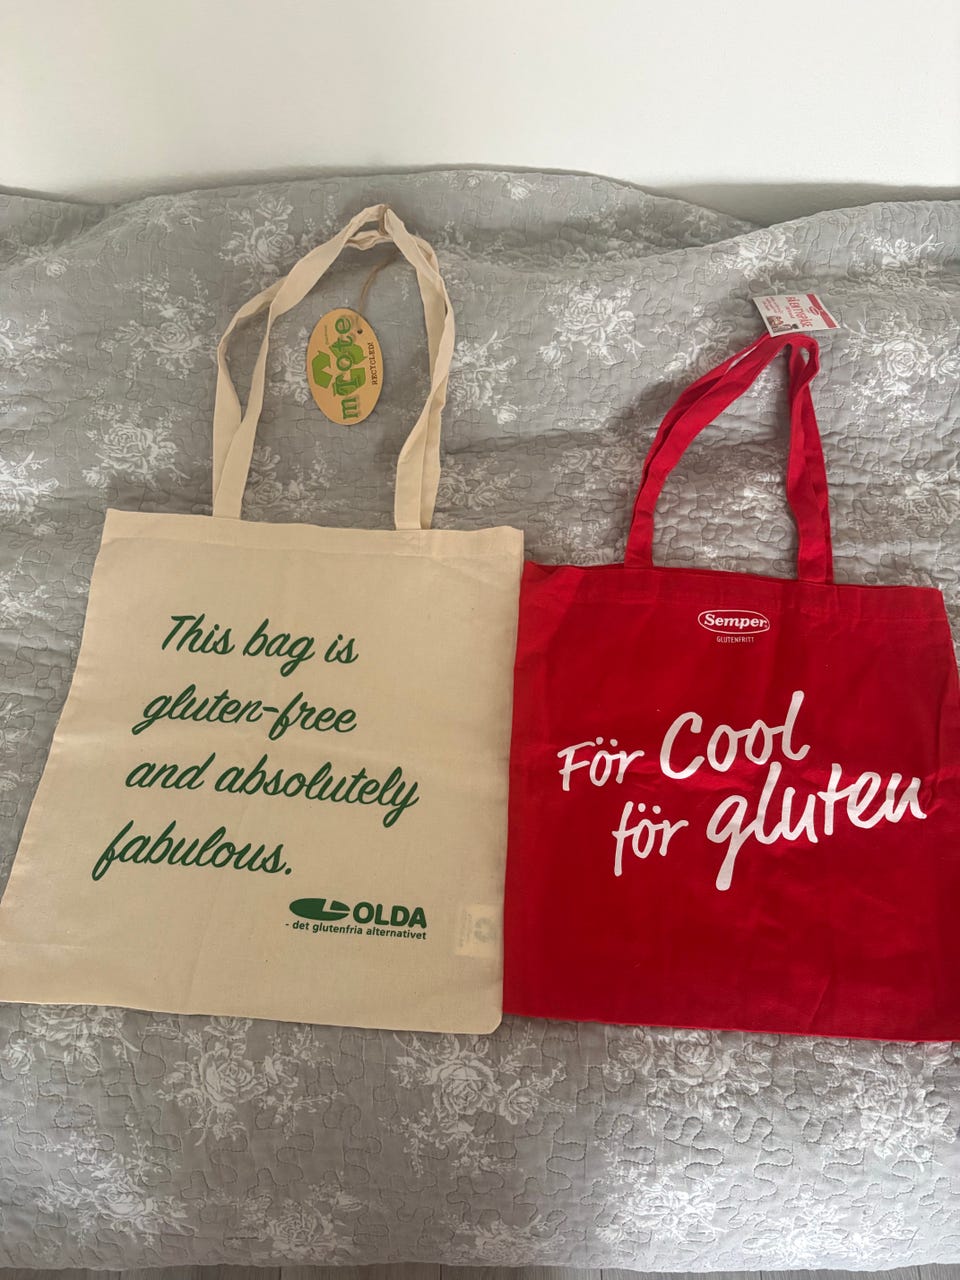 mTote
RECYCLED!
This bag is
gluten-free
and absolutely
fabulous.
OLDA
- det glutenfria alternativet
Semper
GLUTENFRITT
För Cool
för gluten